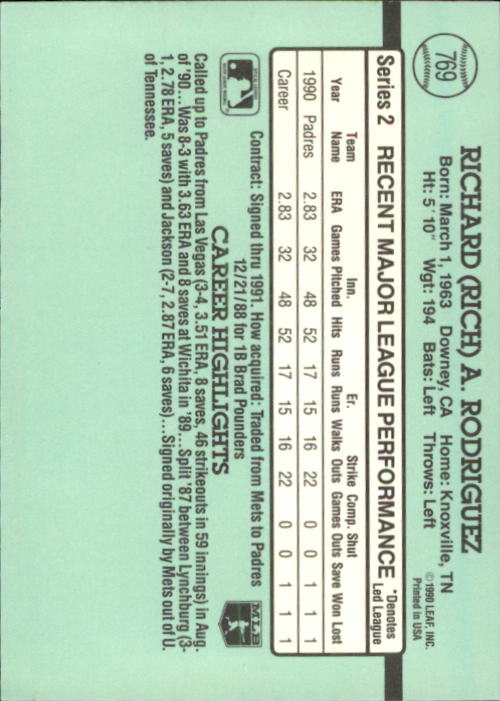 769
RICHARD (RICH) A. RODRIGUEZ
Born: March 1, 1963 Downey, CA Home: Knoxville, TN
Ht: 5' 10" Wgt: 194 Bats: Left Throws: Left
© 1990 LEAF, INC.
Printed in USA
Series 2 RECENT MAJOR LEAGUE PERFORMANCE *Denotes Led League
Team Inn. Er. Strike Comp. Shut
Year Name ERA Games Pitched Hits Runs Runs Walks Outs Games Outs Save Won Lost
1990 Padres 2.83 32 48 52 17 15 16 22 0 0 1 1 1
Career 2.83 32 48 52 17 15 16 22 0 0 1 1 1
Contract: Signed thru 1991. How acquired: Traded from Mets to Padres
12/21/88 for 1B Brad Pounders
MLB
CAREER HIGHLIGHTS
Called up to Padres from Las Vegas (3-4, 3.51 ERA, 8 saves, 46 strikeouts in 59 innings) in Aug.
of '90... Was 8-3 with 3.63 ERA and 8 saves at Wichita in '89... Split '87 between Lynchburg (3-
1, 2.78 ERA, 5 saves) and Jackson (2-7, 2.87 ERA, 6 saves)...Signed originally by Mets out of U.
of Tennessee.